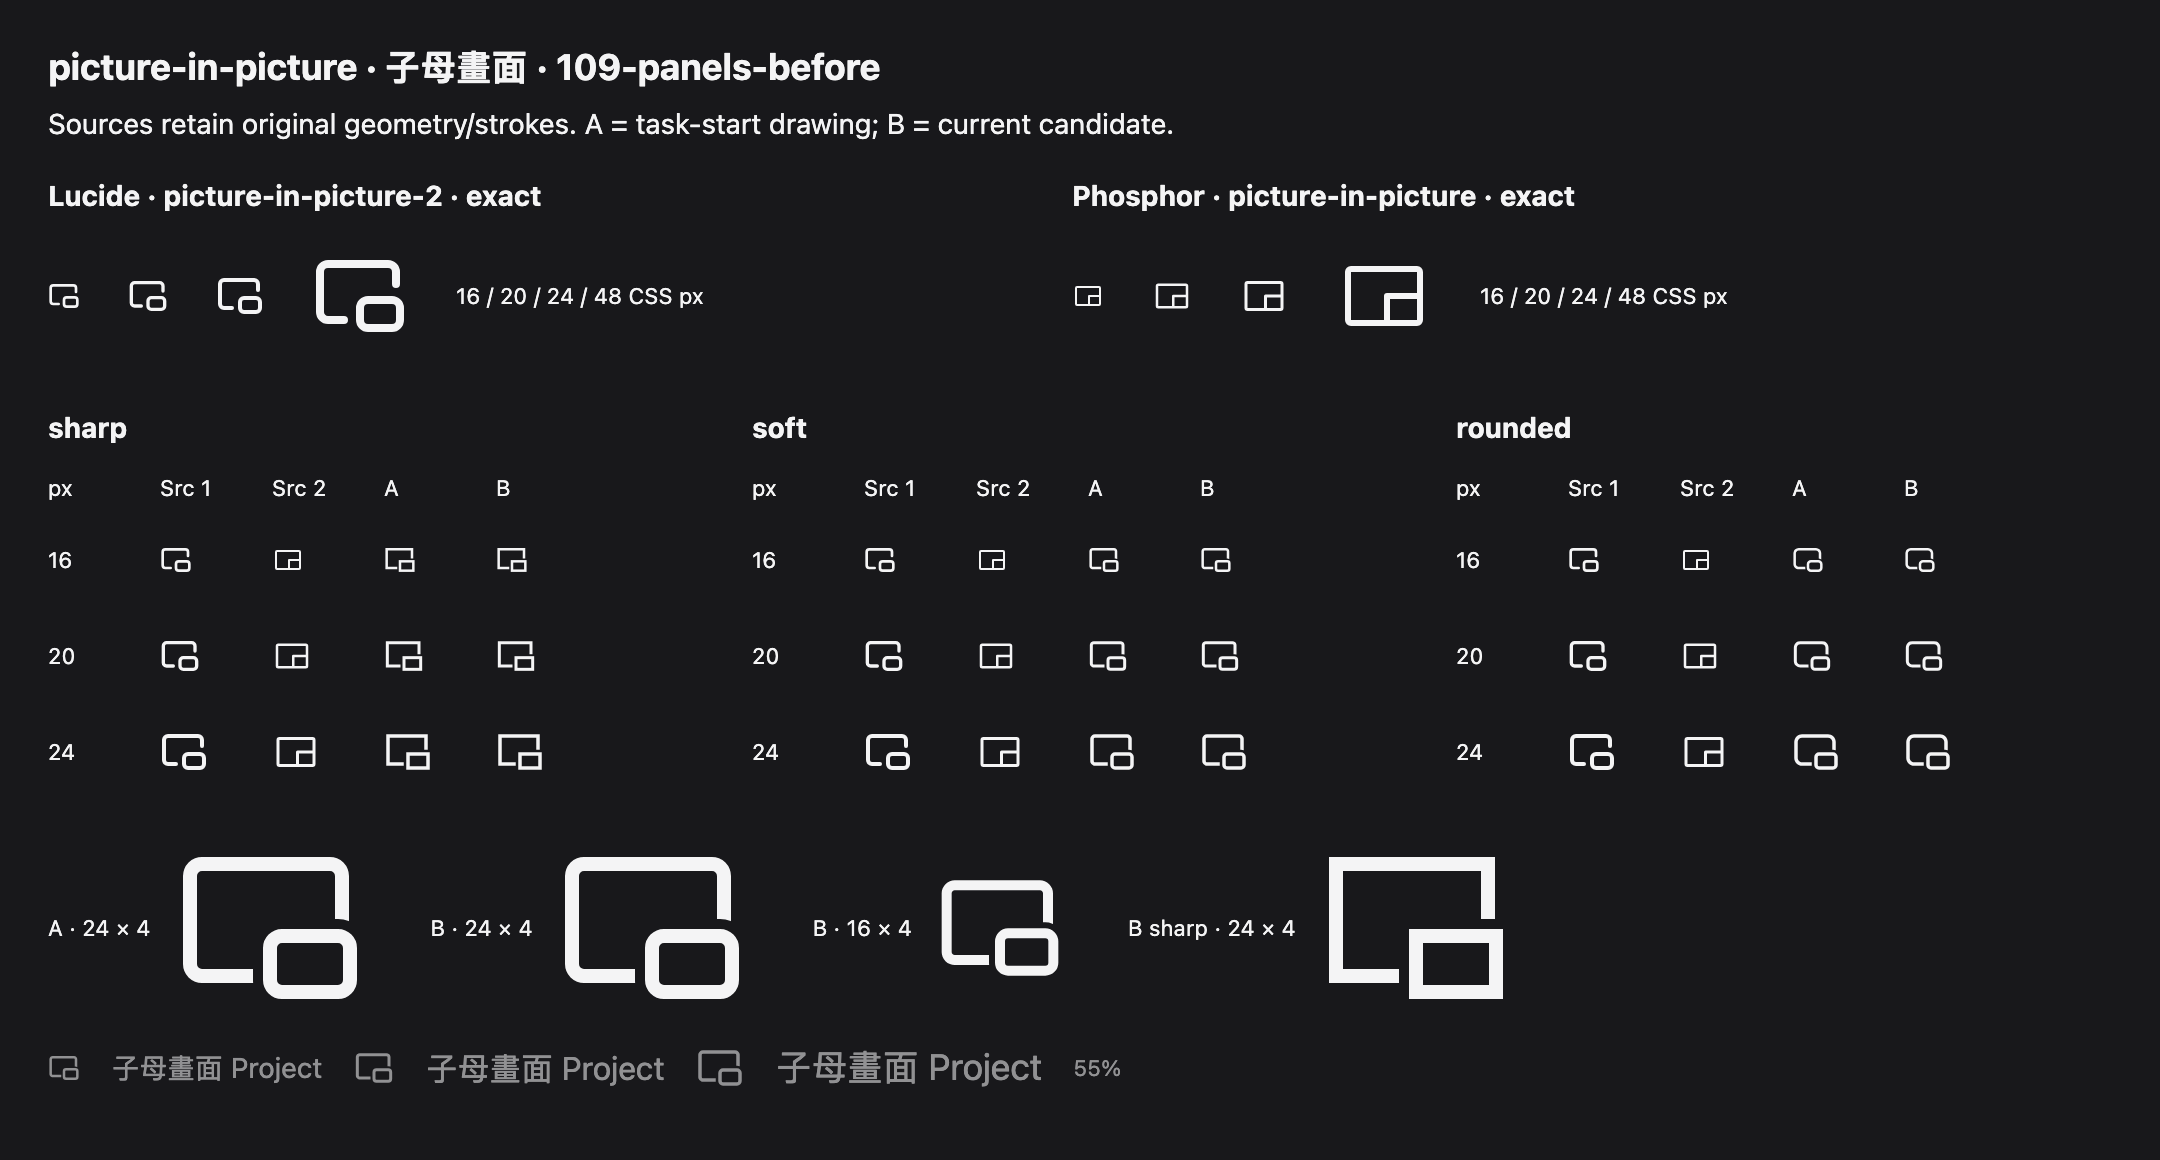 picture-in-picture · 子母畫面 · 109-panels-before
Sources retain original geometry/strokes. A = task-start drawing; B = current candidate.
Lucide · picture-in-picture-2 · exact
Phosphor · picture-in-picture · exact
16 / 20 / 24 / 48 CSS px
16 / 20 / 24 / 48 CSS px
sharp
soft
rounded
px Src 1 Src 2 A B
px Src 1 Src 2 A B
px Src 1 Src 2 A B
16
16
16
20
20
20
24
24
24
A · 24 × 4
B · 24 × 4
B · 16 × 4
B sharp · 24 × 4
子母畫面 Project
子母畫面 Project
子母畫面 Project
55%